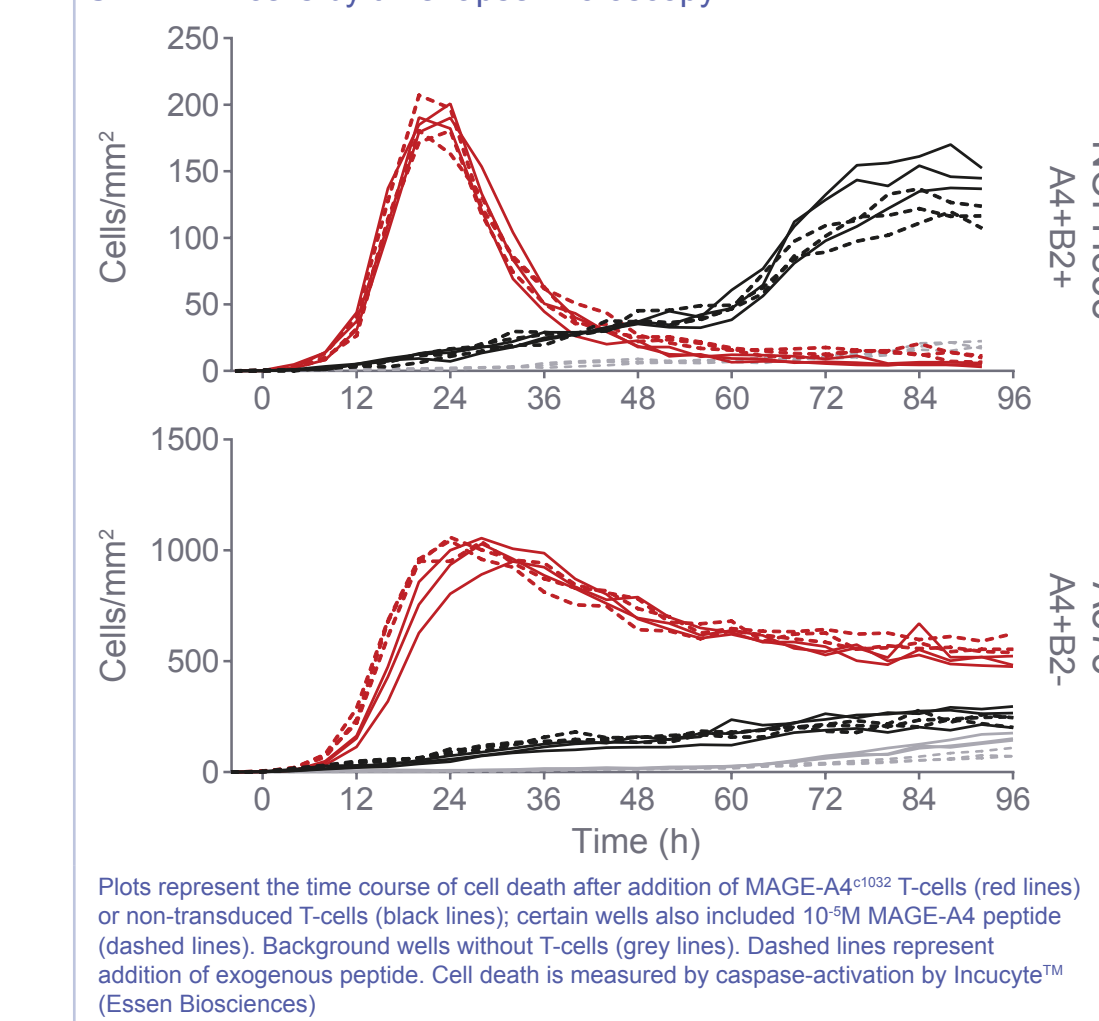 250
200
150
100
50
0
Cells/mm²
0 12 24 36 48 60 72 84 96
A4+B2+
1500
1000
500
0
Cells/mm²
0 12 24 36 48 60 72 84 96
A4+B2-
Time (h)
Plots represent the time course of cell death after addition of MAGE-A4ᶜ¹⁰³² T-cells (red lines)
or non-transduced T-cells (black lines); certain wells also included 10⁻⁵M MAGE-A4 peptide
(dashed lines). Background wells without T-cells (grey lines). Dashed lines represent
addition of exogenous peptide. Cell death is measured by caspase-activation by Incucyte™
(Essen Biosciences)